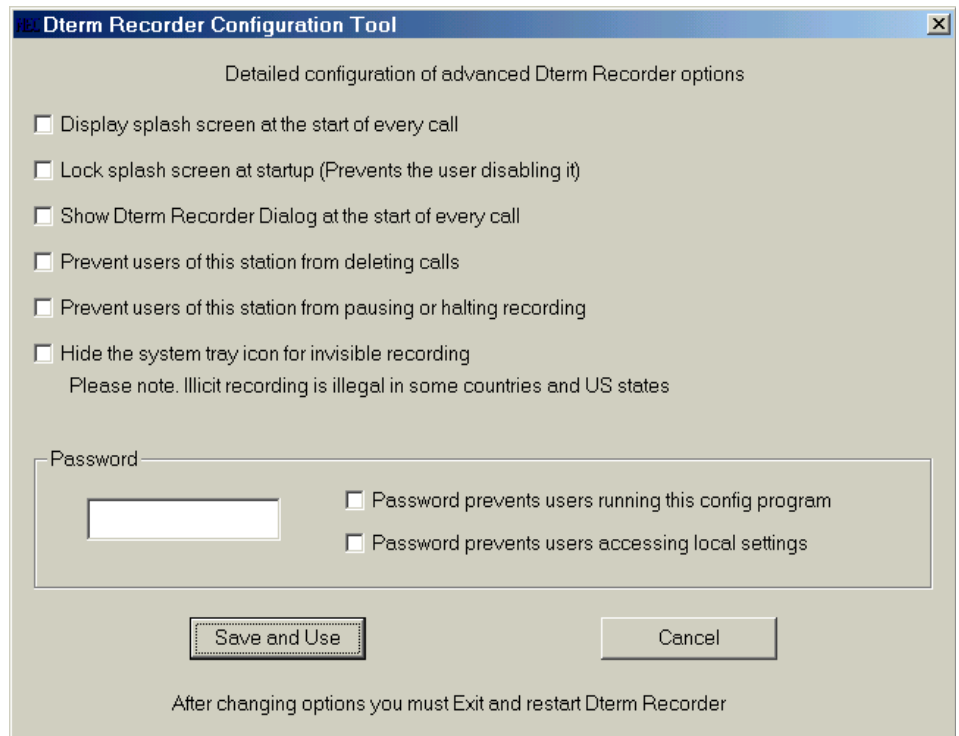 NEC Dterm Recorder Configuration Tool
Detailed configuration of advanced Dterm Recorder options
Display splash screen at the start of every call
Lock splash screen at startup (Prevents the user disabling it)
Show Dterm Recorder Dialog at the start of every call
Prevent users of this station from deleting calls
Prevent users of this station from pausing or halting recording
Hide the system tray icon for invisible recording
Please note. Illicit recording is illegal in some countries and US states
Password
Password prevents users running this config program
Password prevents users accessing local settings
Save and Use
Cancel
After changing options you must Exit and restart Dterm Recorder